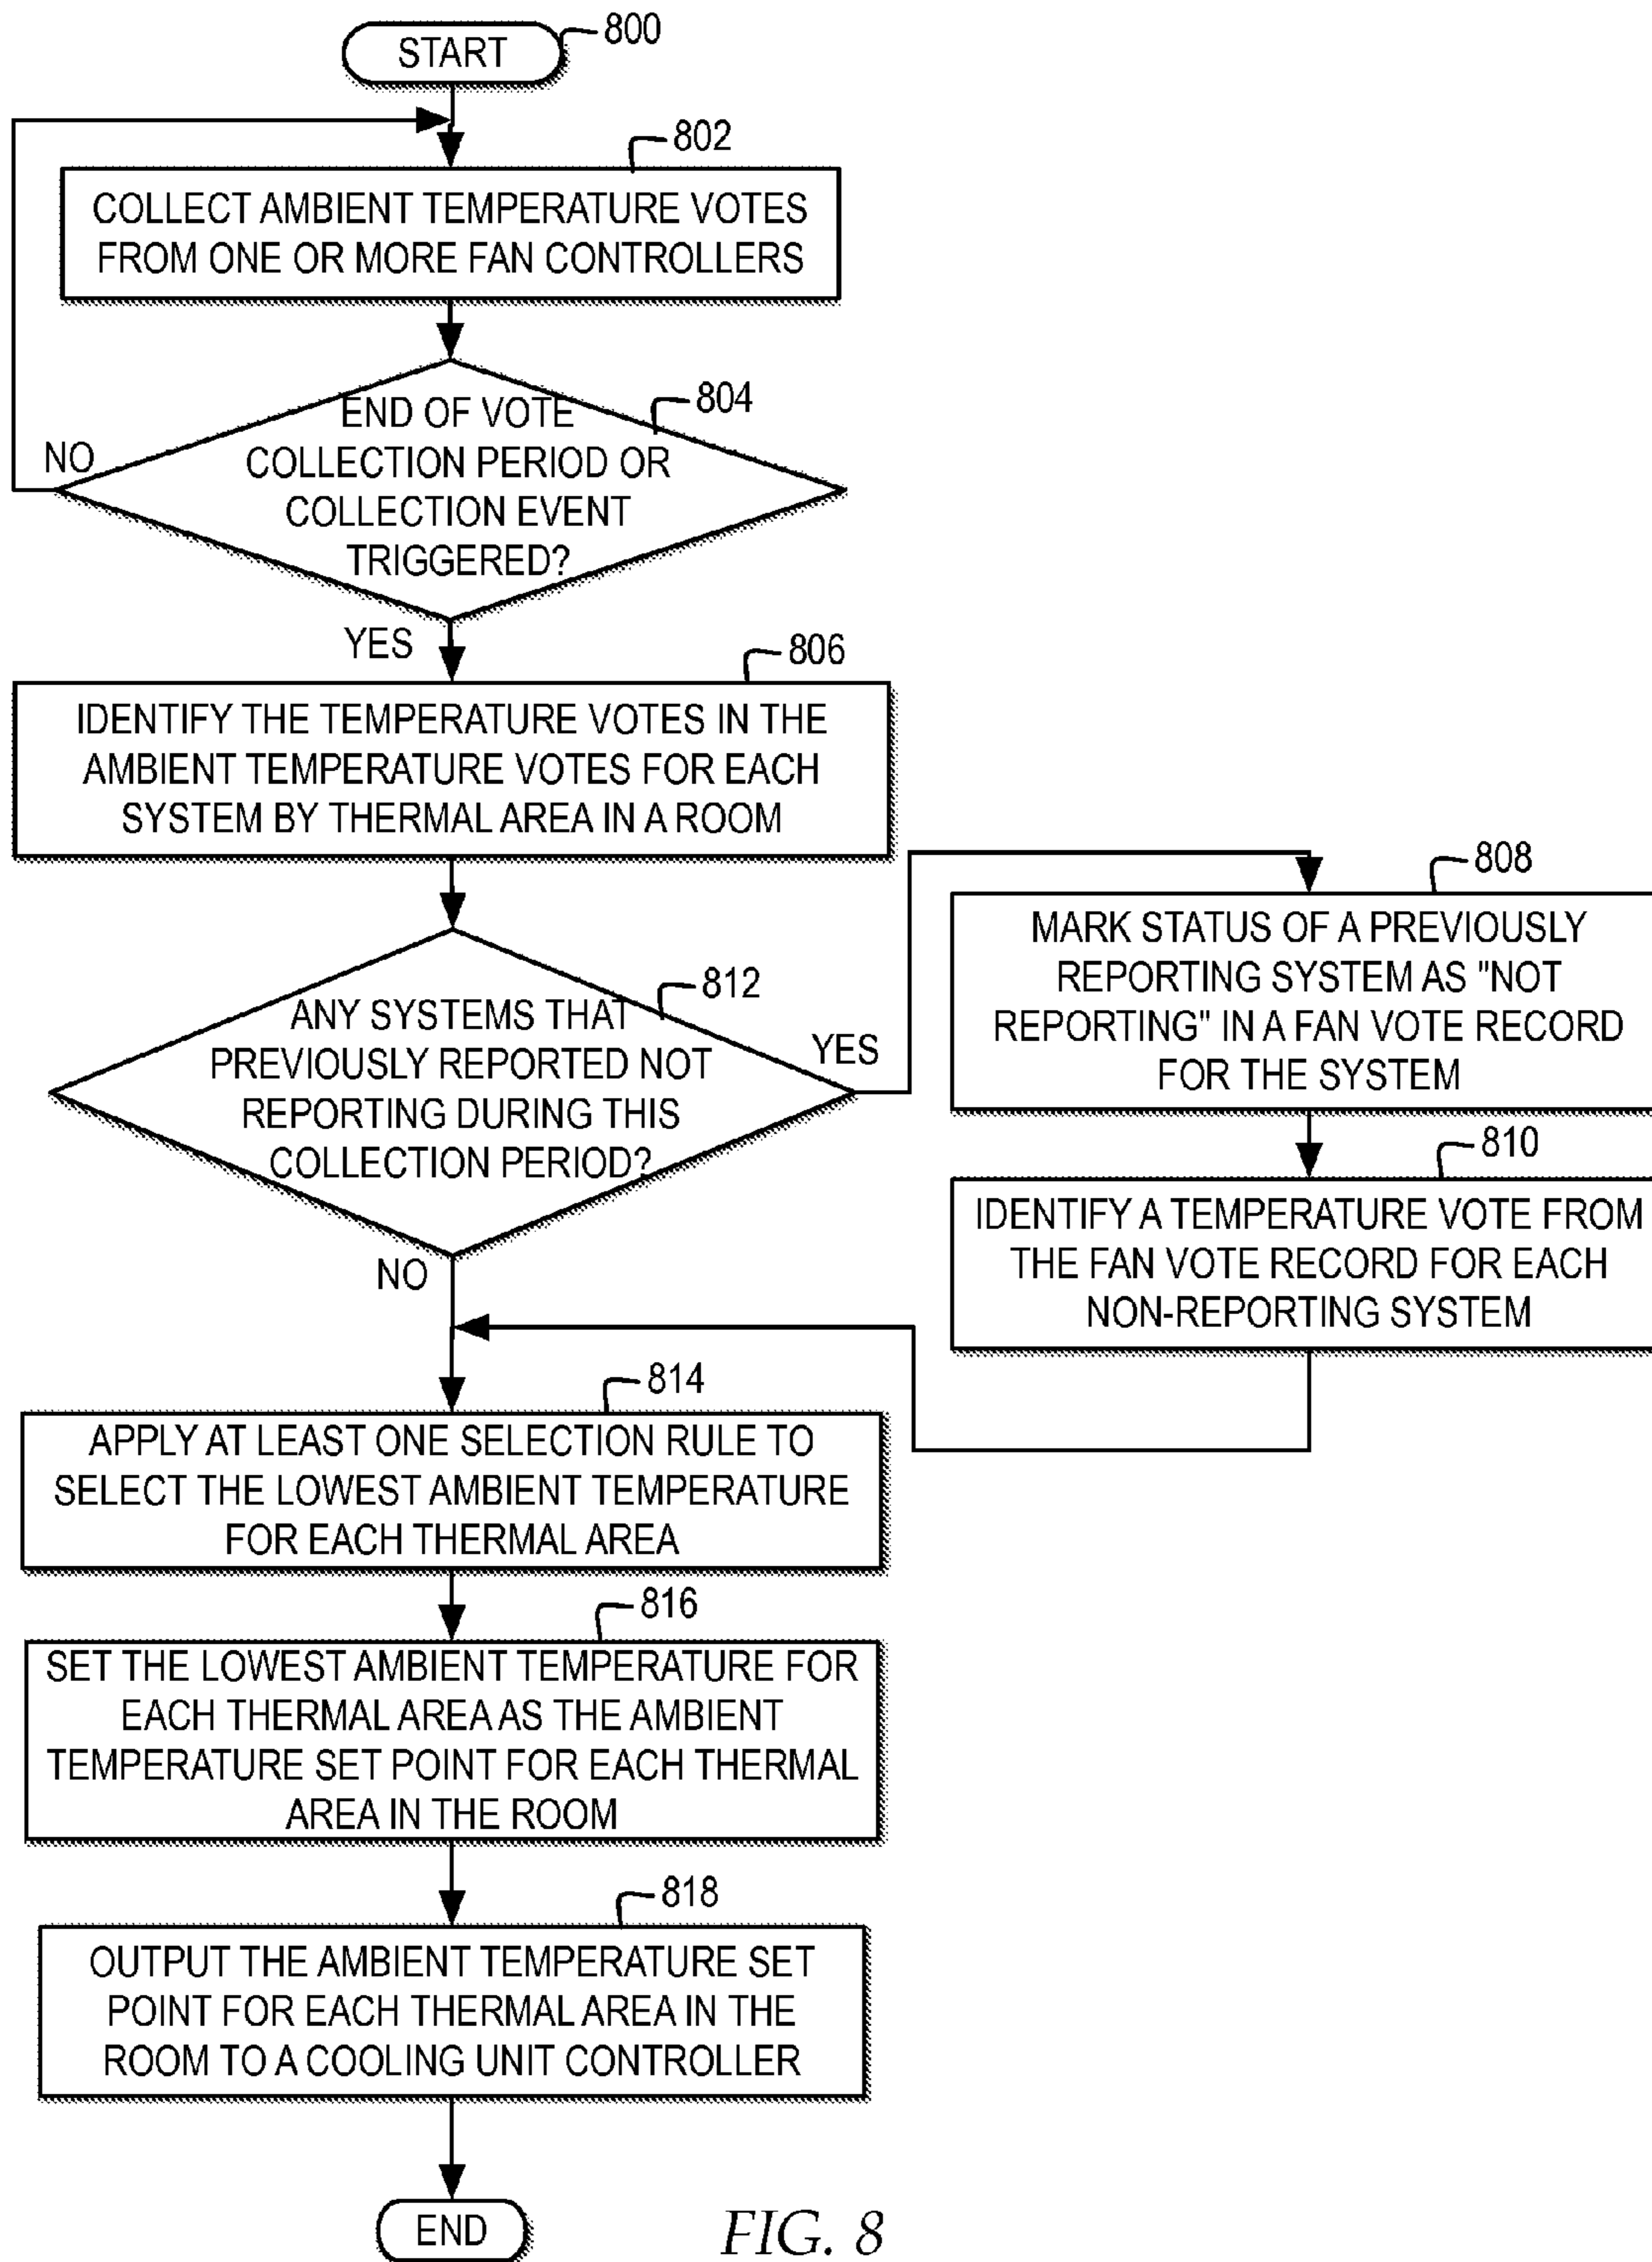 START
800
802
COLLECT AMBIENT TEMPERATURE VOTES
FROM ONE OR MORE FAN CONTROLLERS
804
END OF VOTE
COLLECTION PERIOD OR
COLLECTION EVENT
TRIGGERED?
NO
YES
806
IDENTIFY THE TEMPERATURE VOTES IN THE
AMBIENT TEMPERATURE VOTES FOR EACH
SYSTEM BY THERMAL AREA IN A ROOM
812
ANY SYSTEMS THAT
PREVIOUSLY REPORTED NOT
REPORTING DURING THIS
COLLECTION PERIOD?
YES
NO
808
MARK STATUS OF A PREVIOUSLY
REPORTING SYSTEM AS "NOT
REPORTING" IN A FAN VOTE RECORD
FOR THE SYSTEM
810
IDENTIFY A TEMPERATURE VOTE FROM
THE FAN VOTE RECORD FOR EACH
NON-REPORTING SYSTEM
814
APPLY AT LEAST ONE SELECTION RULE TO
SELECT THE LOWEST AMBIENT TEMPERATURE
FOR EACH THERMAL AREA
816
SET THE LOWEST AMBIENT TEMPERATURE FOR
EACH THERMAL AREA AS THE AMBIENT
TEMPERATURE SET POINT FOR EACH THERMAL
AREA IN THE ROOM
818
OUTPUT THE AMBIENT TEMPERATURE SET
POINT FOR EACH THERMAL AREA IN THE
ROOM TO A COOLING UNIT CONTROLLER
END
FIG. 8